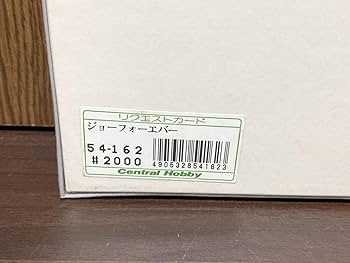 リクエストカード
ジョーフォーエバー
54-162
#2000
4905328541623
Central Hobby